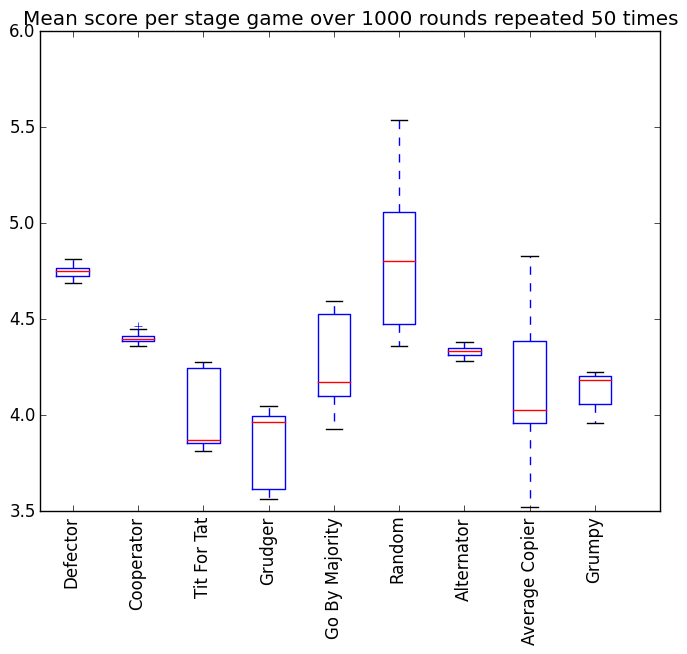 Mean score per stage game over 1000 rounds repeated 50 times
6.0
5.5
5.0
4.5
4.0
3.5
Defector
Cooperator
Tit For Tat
Grudger
Go By Majority
Random
Alternator
Average Copier
Grumpy